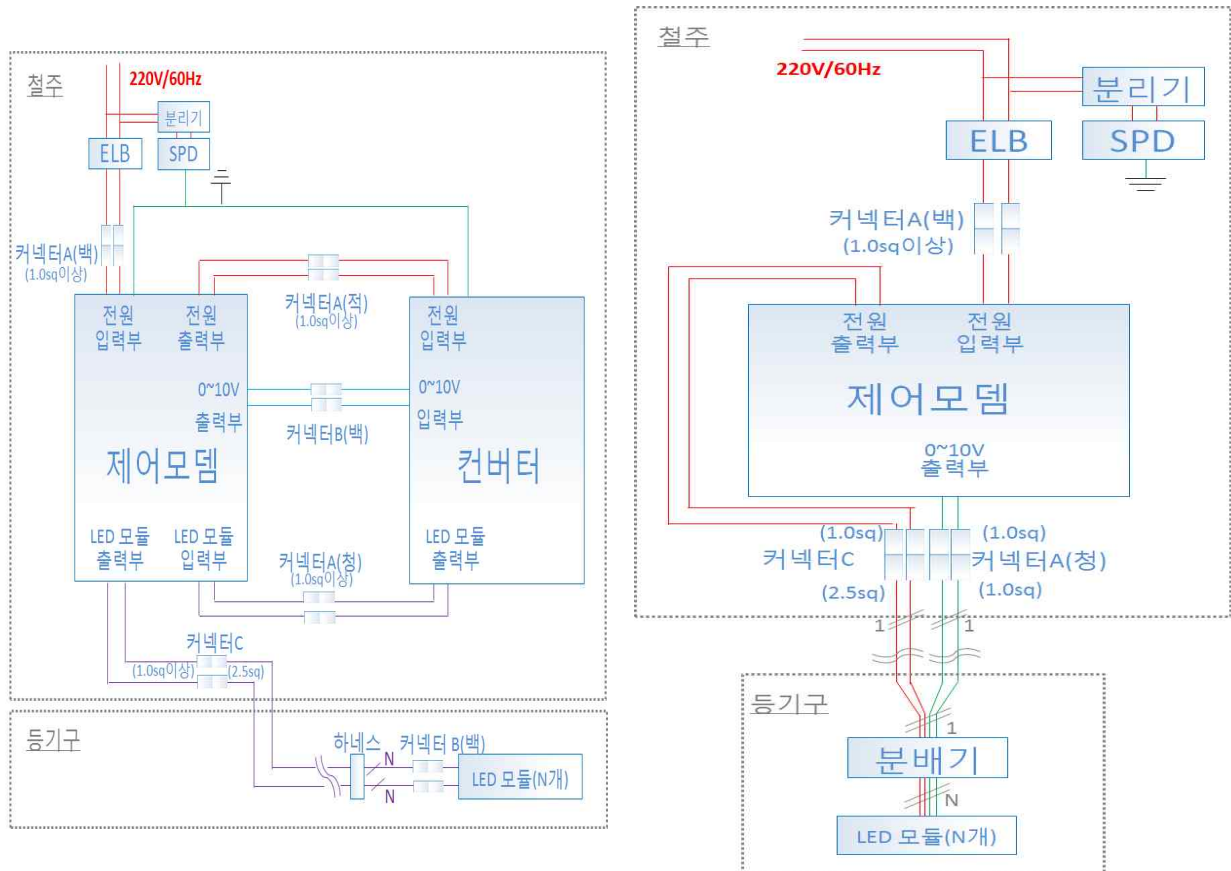 철주
220V/60Hz
분리기
ELB
SPD
커넥터A(백)
(1.0sq이상)
전원
입력부
전원
출력부
커넥터A(적)
(1.0sq이상)
전원
입력부
0~10V
출력부
0~10V
입력부
커넥터B(백)
제어모뎀
컨버터
LED 모듈
출력부
LED 모듈
입력부
커넥터A(청)
(1.0sq이상)
LED 모듈
출력부
커넥터C
(1.0sq이상)
(2.5sq)
등기구
하네스
커넥터 B(백)
N
N
LED 모듈(N개)
철주
220V/60Hz
분리기
ELB
SPD
커넥터A(백)
(1.0sq이상)
전원
출력부
전원
입력부
제어모뎀
0~10V
출력부
(1.0sq)
(1.0sq)
커넥터C
커넥터A(청)
(2.5sq)
(1.0sq)
1
1
등기구
1
분배기
N
LED 모듈(N개)